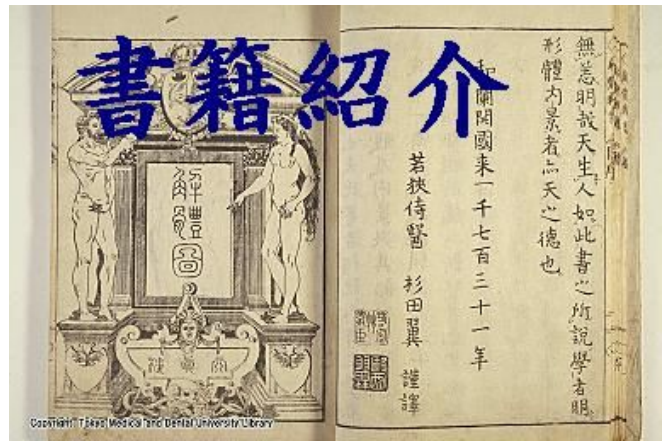 書籍紹介
無恙明哉天生人如此書之所說學者明
形體内景者亦天之德也
和蘭開國来一千七百三十一年
若狹侍醫 杉田翼 謹譯
解體圖
Copyright: Tokyo Medical and Dental University Library